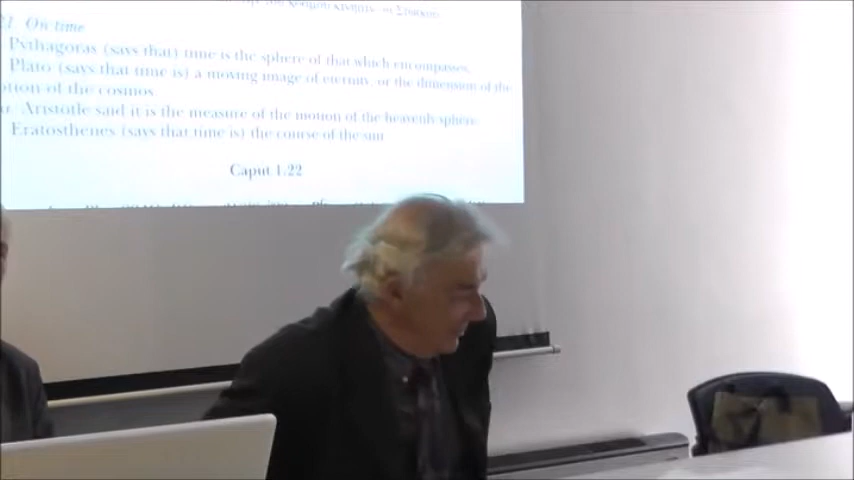 21. On time
Pythagoras (says that) time is the sphere of that which encompasses,
Plato (says that time is) a moving image of eternity, or the dimension of the
otion of the cosmos.
a. Aristotle said it is the measure of the motion of the heavenly sphere
Eratosthenes (says that time is) the course of the sun
Caput 1.22